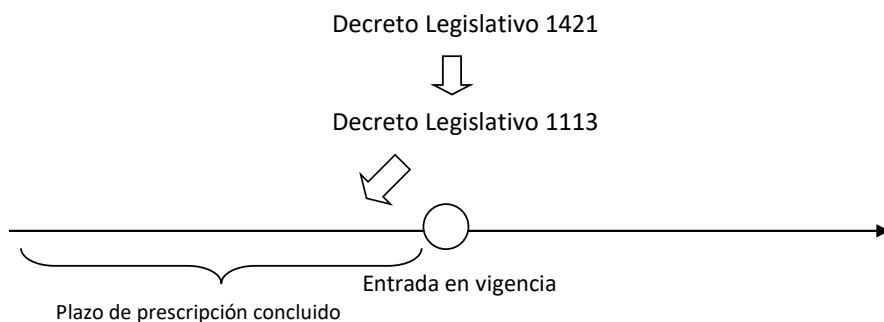 Decreto Legislativo 1421
Decreto Legislativo 1113
Entrada en vigencia
Plazo de prescripción concluido